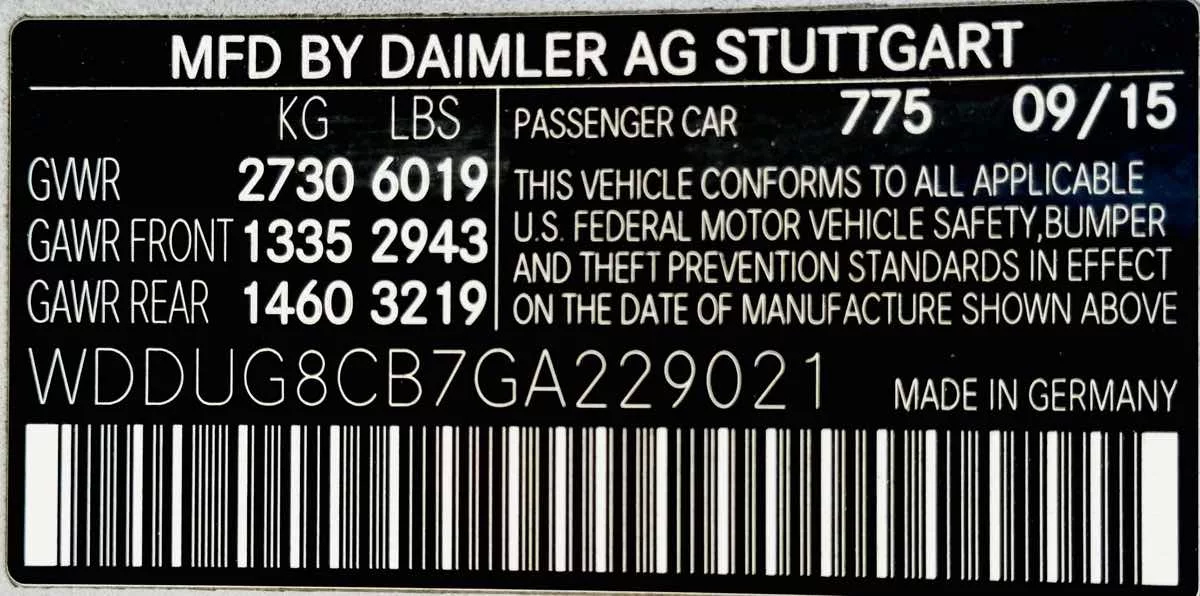 MFD BY DAIMLER AG STUTTGART
KG LBS
GVWR 2730 6019
GAWR FRONT 1335 2943
GAWR REAR 1460 3219
PASSENGER CAR 775 09/15
THIS VEHICLE CONFORMS TO ALL APPLICABLE
U.S. FEDERAL MOTOR VEHICLE SAFETY,BUMPER
AND THEFT PREVENTION STANDARDS IN EFFECT
ON THE DATE OF MANUFACTURE SHOWN ABOVE
WDDUG8CB7GA229021
MADE IN GERMANY